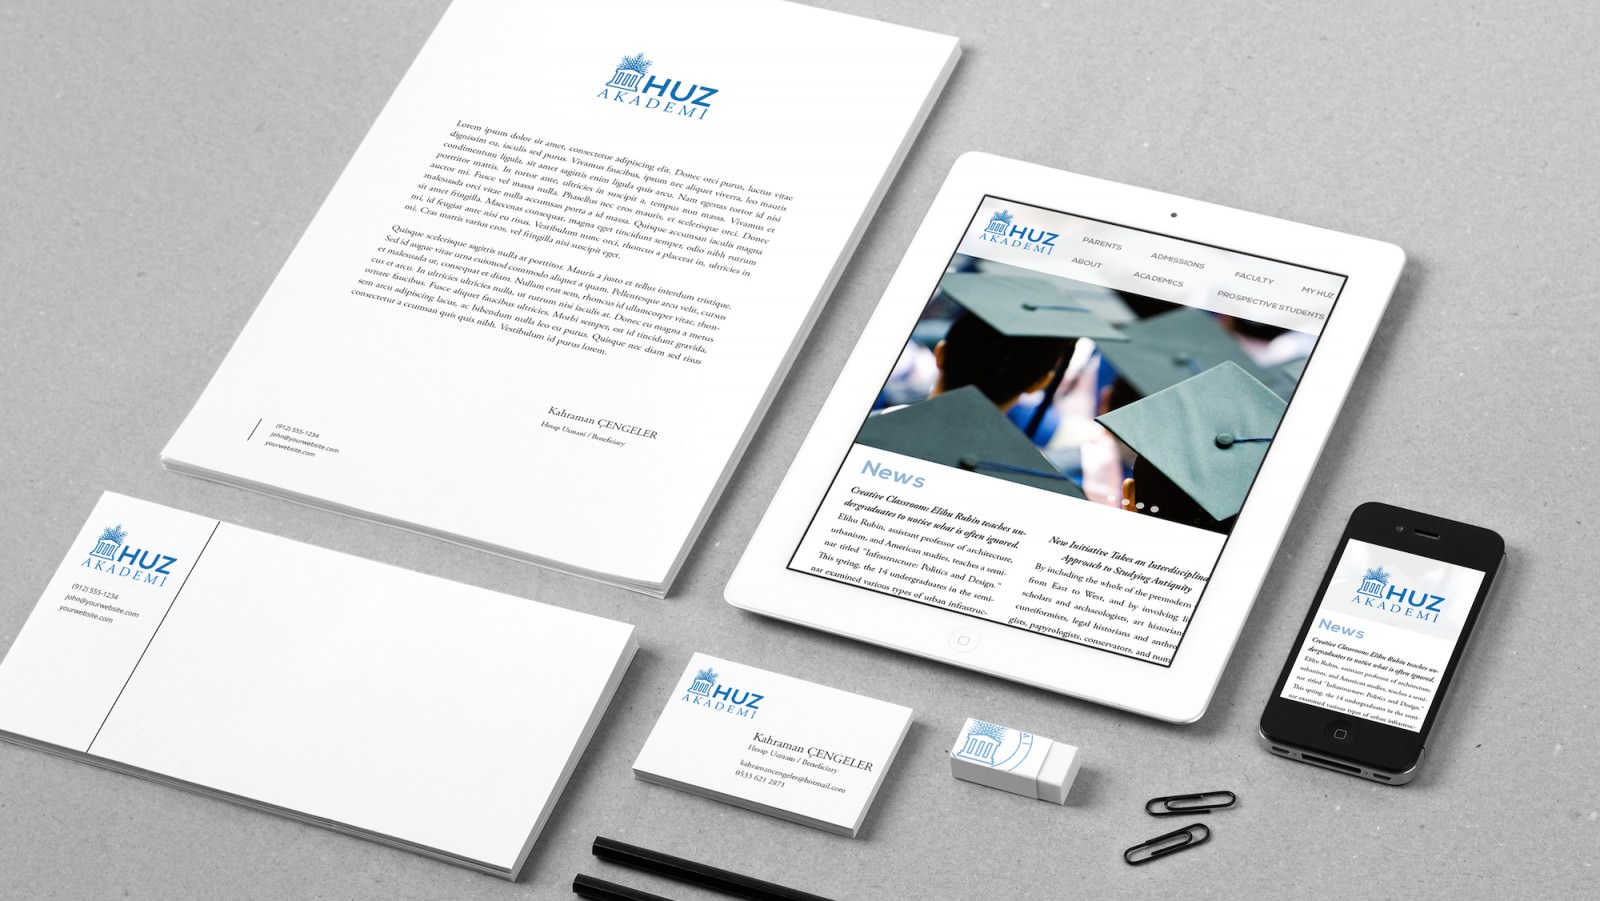 HUZ
AKADEMİ
Lorem ipsum dolor sit amet, consectetur adipiscing elit. Donec orci purus, luctus vitae
dignissim eu, iaculis sed purus. Vivamus faucibus, ipsum nec aliquet viverra, leo mauris
condimentum ligula, sit amet sagittis enim ligula quis arcu. Nam egestas tortor id nisi
porttitor mattis. In tortor ante, ultricies in suscipit a, tempus non massa. Vivamus et
auctor mi. Fusce vel massa nulla. Phasellus nec eros mauris, et scelerisque orci. Donec
malesuada orci vitae nulla accumsan porta a id massa. Quisque accumsan iaculis magna
sit amet fringilla. Maecenas consequat, magna eget tincidunt semper, odio nibh rutrum
mi, id feugiat ante nisi eu risus. Vestibulum nunc orci, rhoncus a placerat in, ultricies in
mi. Cras mattis varius eros, vel fringilla nisi suscipit eget.
Quisque scelerisque sagittis nulla at porttitor. Mauris a justo et tellus interdum tristique.
Sed id augue vitae urna euismod commodo aliquet a quam. Pellentesque arcu velit, cursus
et malesuada ut, consequat et diam. Nullam erat sem, rhoncus id ullamcorper vitae, rhon-
cus et arcu. In ultricies ultricies nulla, ut rutrum nisi iaculis at. Donec eu magna a metus
ornare faucibus. Fusce aliquet faucibus ultricies. Morbi semper, est id tincidunt gravida,
sem arcu adipiscing lacus, ac bibendum nulla leo eu purus. Quisque nec diam sed risus
consectetur a ccumsan quis quis nibh. Vestibulum id purus lorem.
Kahraman ÇENGELER
Hesap Uzmanı / Beneficiary
(912) 555-1234
john@yourwebsite.com
yourwebsite.com
HUZ
AKADEMİ
PARENTS
ADMISSIONS
FACULTY
MY HUZ
ABOUT
ACADEMICS
PROSPECTIVE STUDENTS
News
Creative Classroom: Elihu Rubin teaches un-
dergraduates to notice what is often ignored.
Elihu Rubin, assistant professor of architecture,
urbanism, and American studies, teaches a semi-
nar titled "Infrastructure: Politics and Design,"
This spring, the 14 undergraduates in the semi-
nar examined various types of urban infrastruc-
New Initiative Takes an Interdisciplina
Approach to Studying Antiquity
By including the whole of the premodern
from East to West, and by involving li
scholars and archaeologists, art historian
cuneiformists, legal historians and anthro
gists, papyrologists, conservators, and num
HUZ
AKADEMİ
(912) 555-1234
john@yourwebsite.com
yourwebsite.com
HUZ
AKADEMİ
Kahraman ÇENGELER
Hesap Uzmanı / Beneficiary
kahramancengeler@hotmail.com
0533 621 2871
HUZ
AKADEMİ
News
Creative Classroom: Elihu Rubin teaches un-
dergraduates to notice what is often ignored.
Elihu Rubin, assistant professor of architecture,
urbanism, and American studies, teaches a semi-
nar titled "Infrastructure: Politics and Design,"
This spring, the 14 undergraduates in the semi-
nar examined various types of urban infrastruc-